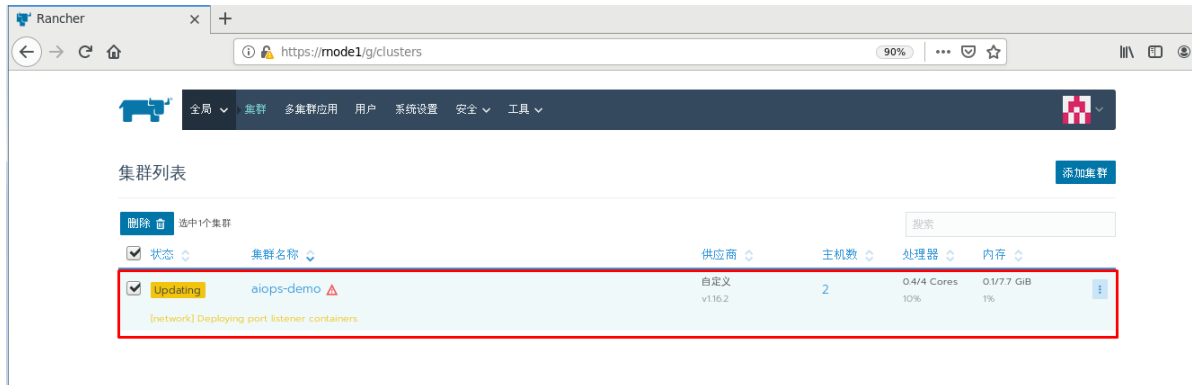 Rancher
https://rnode1/g/clusters
90%
全局 集群 多集群应用 用户 系统设置 安全 工具
集群列表
添加集群
删除 选中1个集群
搜索
状态 集群名称 供应商 主机数 处理器 内存
Updating aiops-demo 自定义 2 0.4/4 Cores 0.1/7.7 GiB
v1.16.2 10% 1%
[network] Deploying port listener containers